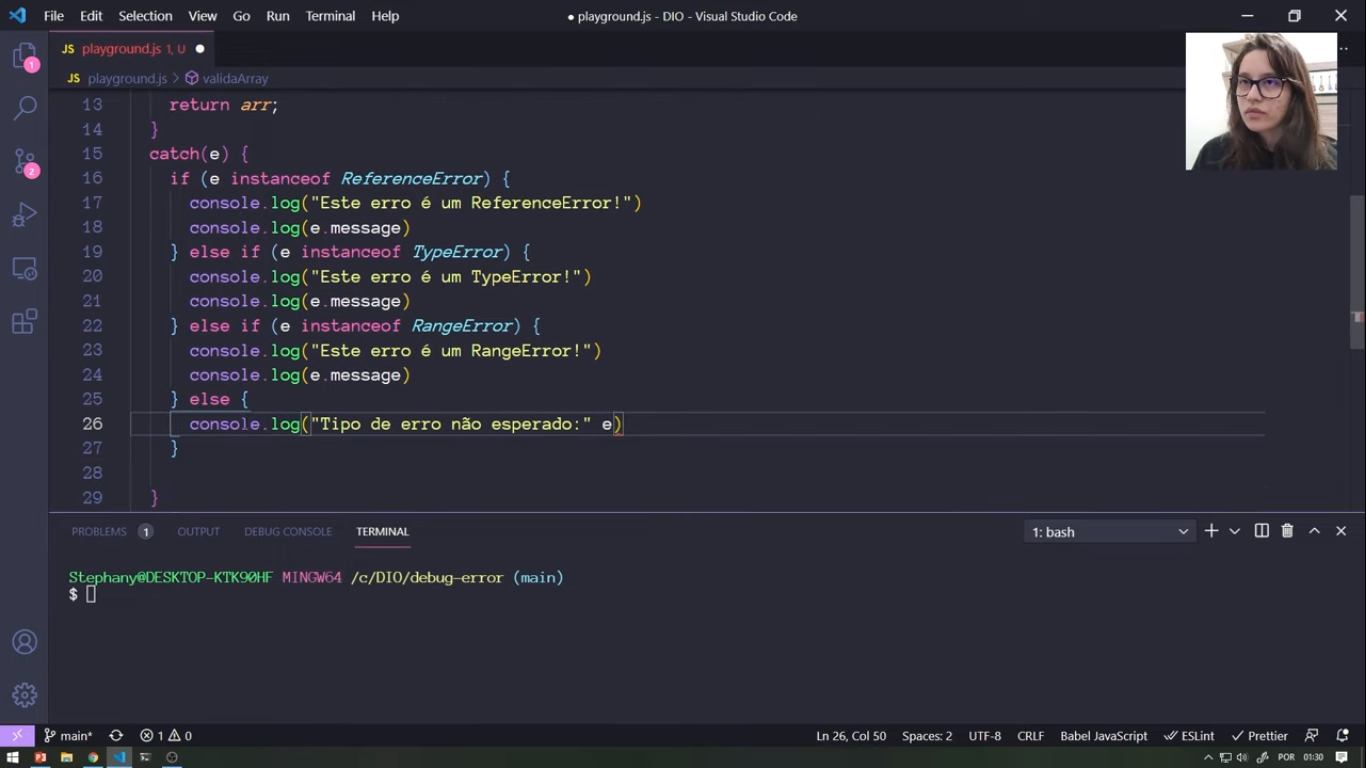 File Edit Selection View Go Run Terminal Help ● playground.js - DIO - Visual Studio Code
JS playground.js 1, U ●
JS playground.js > validaArray
13 return arr;
14 }
15 catch(e) {
16 if (e instanceof ReferenceError) {
17 console.log("Este erro é um ReferenceError!")
18 console.log(e.message)
19 } else if (e instanceof TypeError) {
20 console.log("Este erro é um TypeError!")
21 console.log(e.message)
22 } else if (e instanceof RangeError) {
23 console.log("Este erro é um RangeError!")
24 console.log(e.message)
25 } else {
26 console.log("Tipo de erro não esperado:" e)
27 }
28
29 }
1
2
PROBLEMS 1 OUTPUT DEBUG CONSOLE TERMINAL 1: bash
Stephany@DESKTOP-KTK90HF MINGW64 /c/DIO/debug-error (main)
$
main* 1 0 Ln 26, Col 50 Spaces: 2 UTF-8 CRLF Babel JavaScript ESLint Prettier
POR 01:30